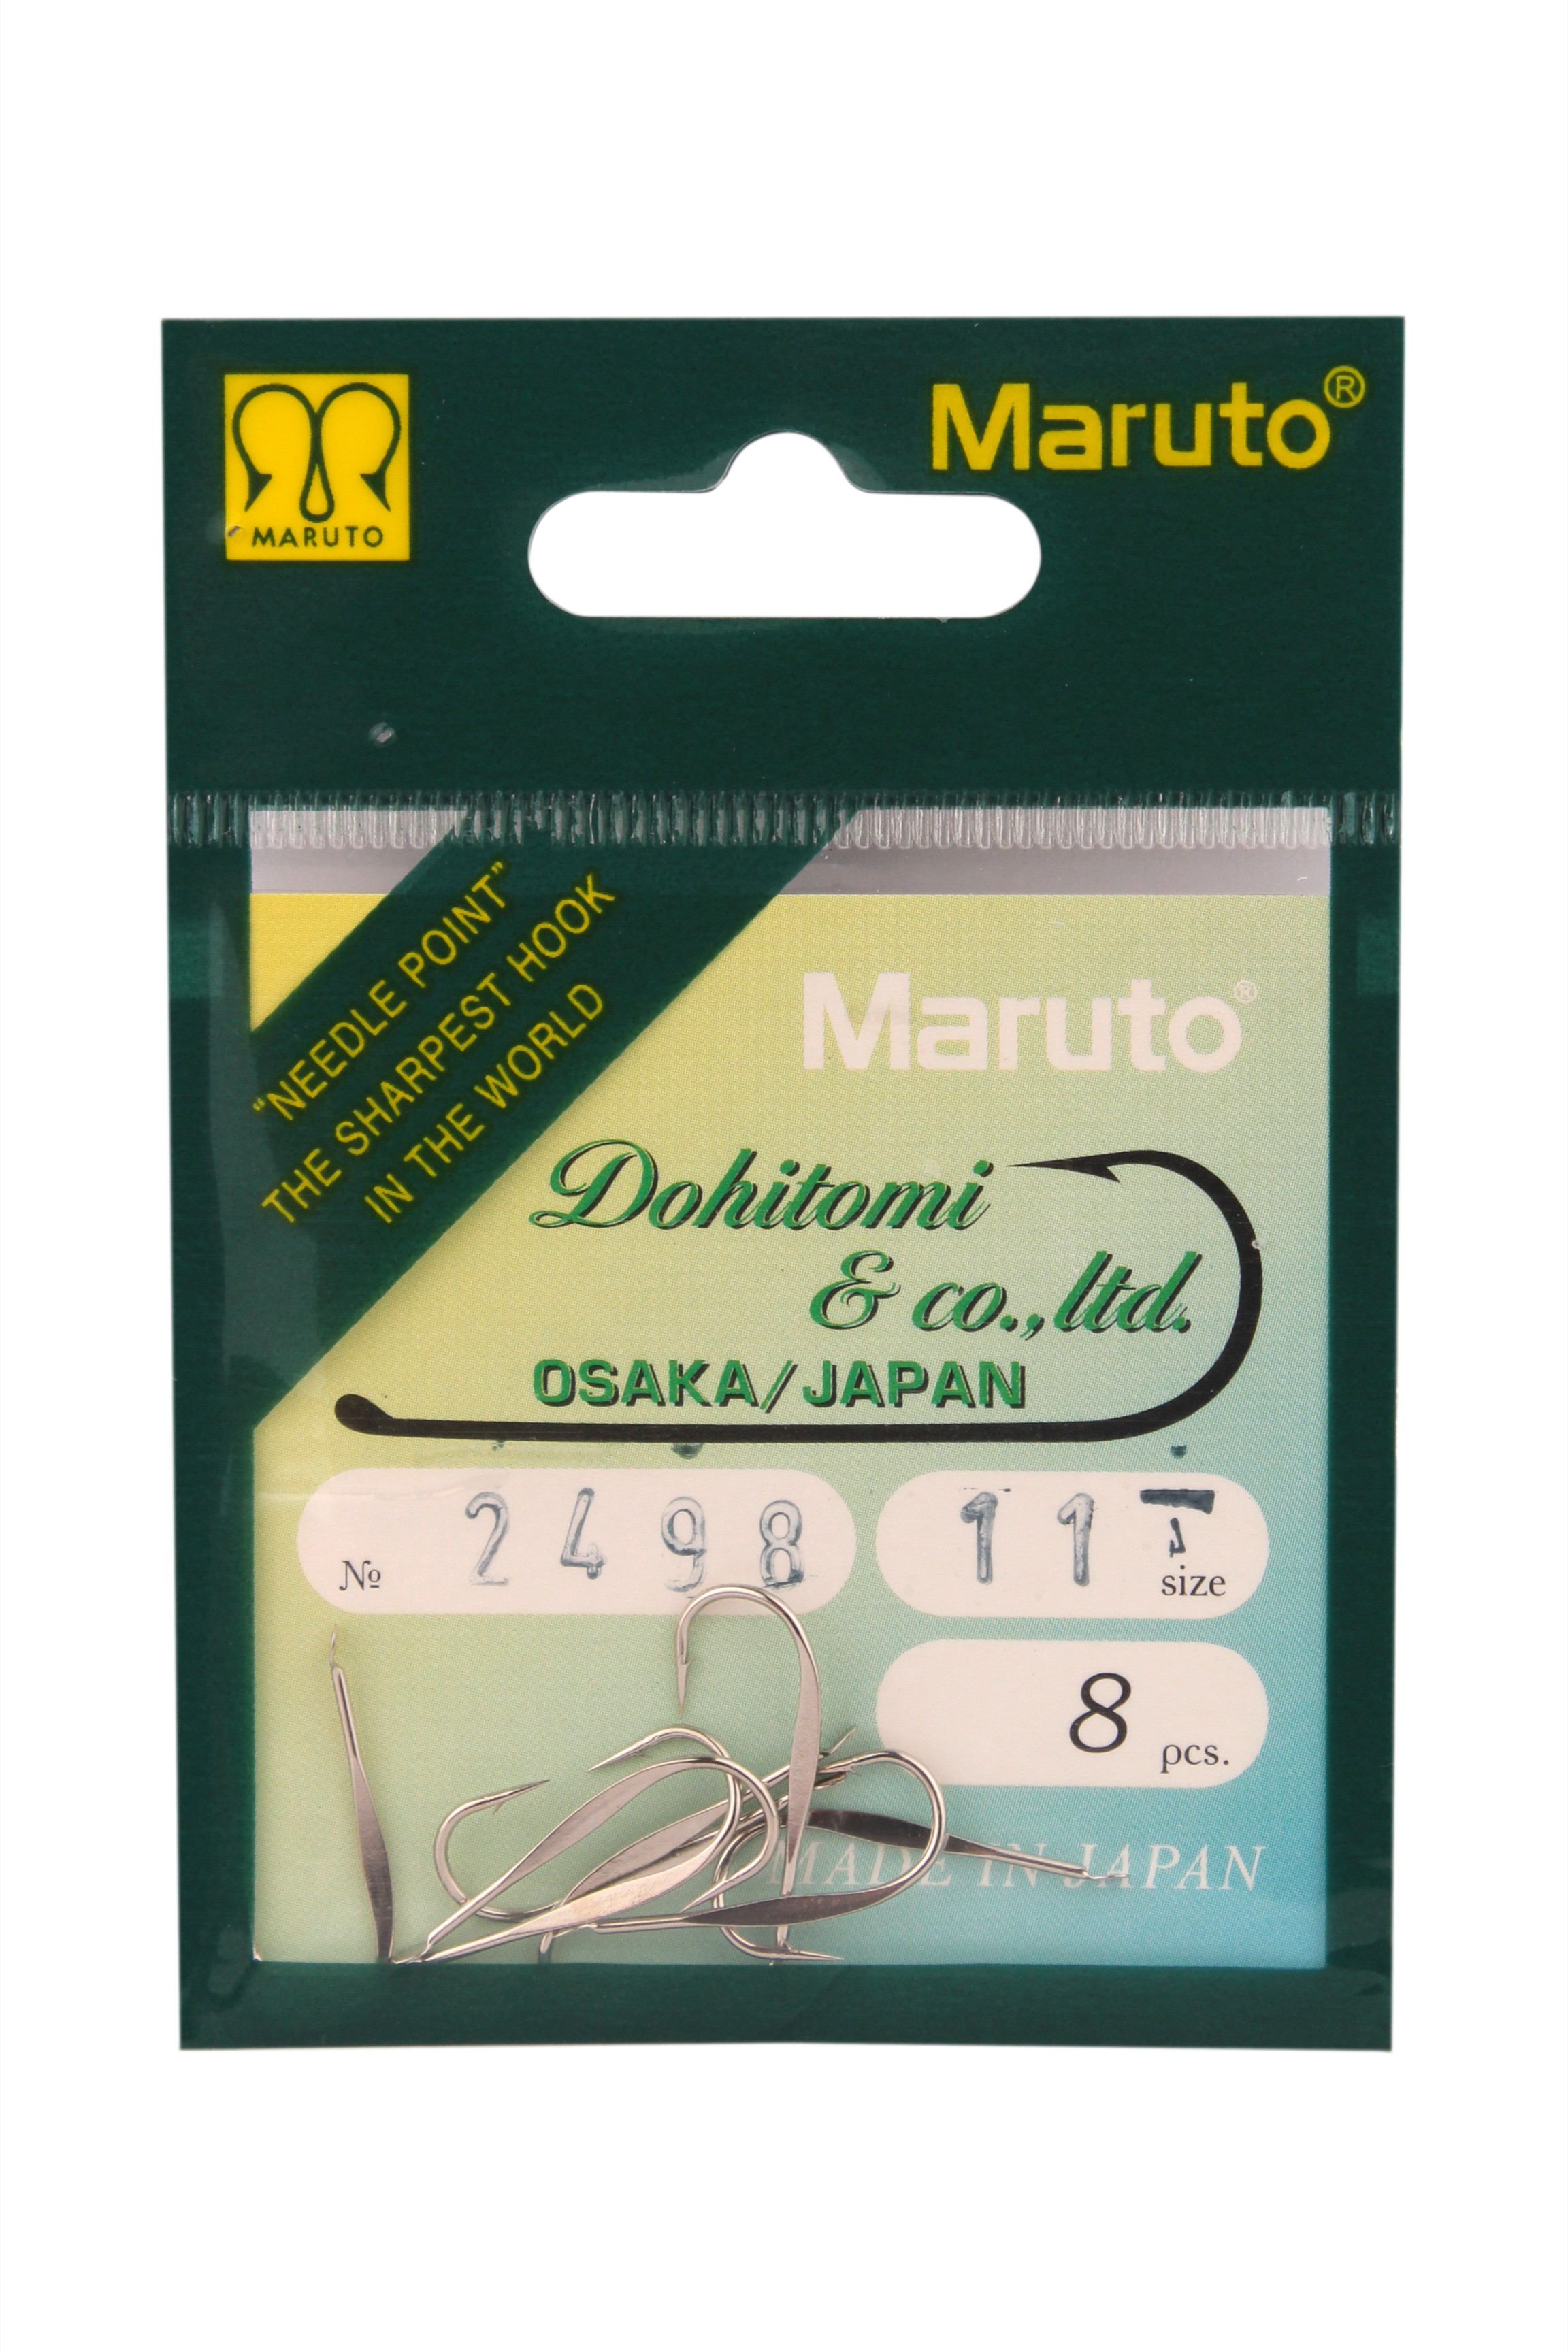 MARUTO
Maruto®
"NEEDLE POINT"
THE SHARPEST HOOK
IN THE WORLD
Maruto®
Dohitomi
& co.,ltd.
OSAKA/JAPAN
№ 2498
11 size
8 pcs.
MADE IN JAPAN